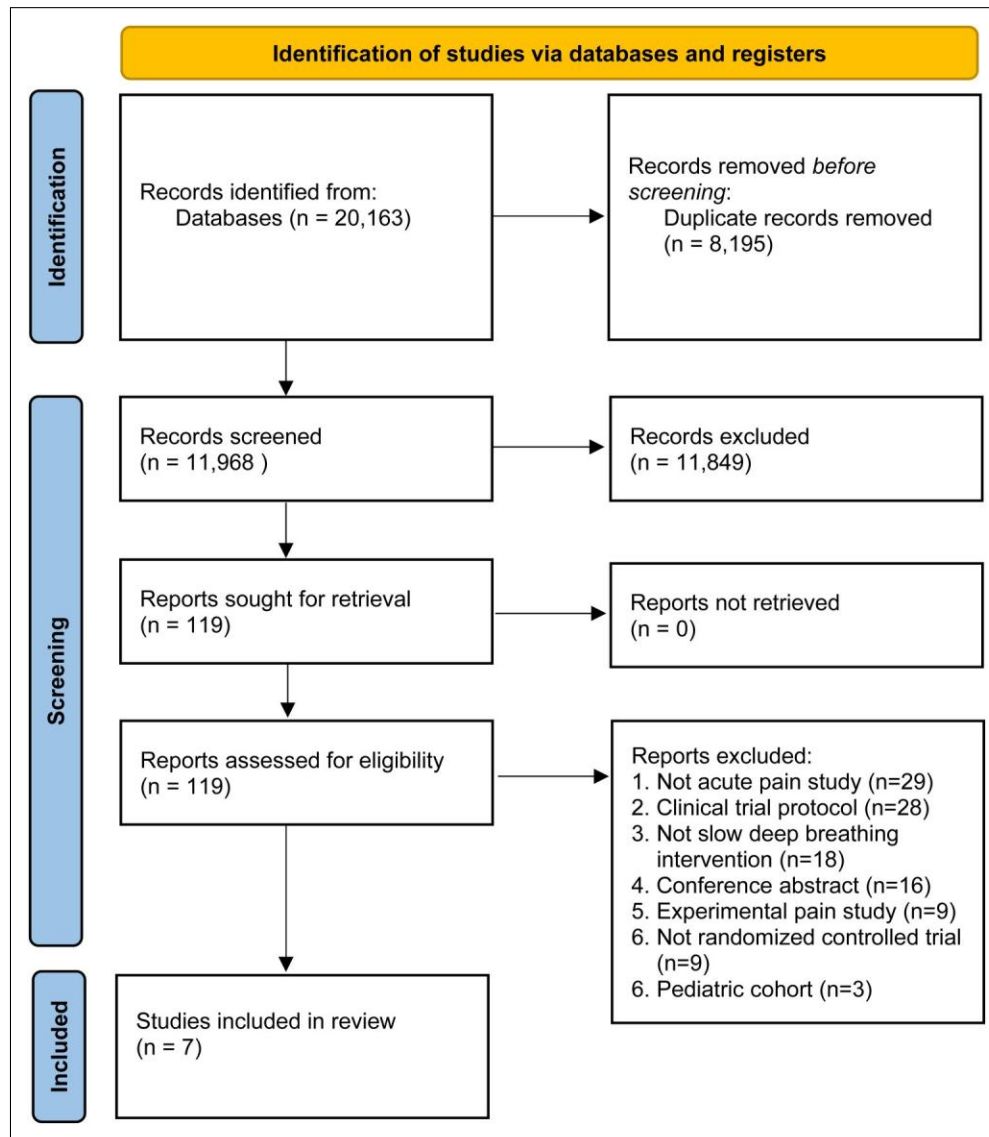 Identification of studies via databases and registers
Identification
Records identified from:
Databases (n = 20,163)
Records removed before
screening:
Duplicate records removed
(n = 8,195)
Screening
Records screened
(n = 11,968 )
Records excluded
(n = 11,849)
Reports sought for retrieval
(n = 119)
Reports not retrieved
(n = 0)
Reports assessed for eligibility
(n = 119)
Reports excluded:
1. Not acute pain study (n=29)
2. Clinical trial protocol (n=28)
3. Not slow deep breathing
intervention (n=18)
4. Conference abstract (n=16)
5. Experimental pain study (n=9)
6. Not randomized controlled trial
(n=9)
6. Pediatric cohort (n=3)
Included
Studies included in review
(n = 7)